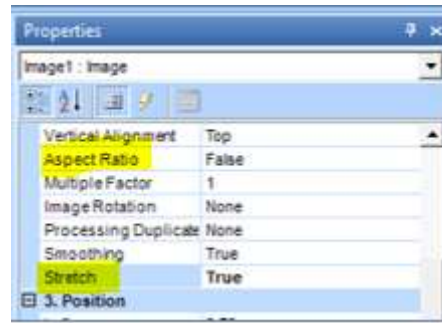 Properties
Image1 : Image
Vertical Alignment Top
Aspect Ratio False
Multiple Factor 1
Image Rotation None
Processing Duplicate None
Smoothing True
Stretch True
3. Position